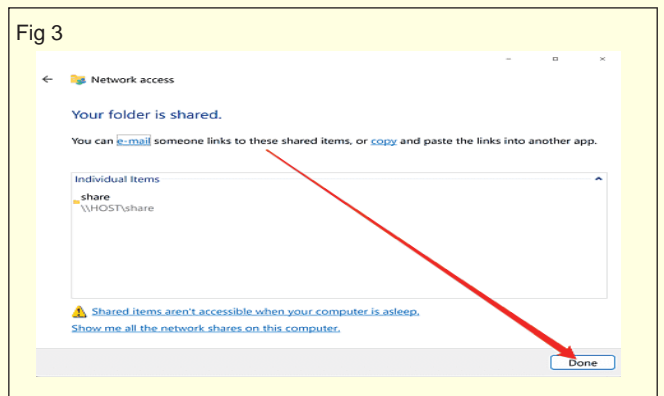 Fig 3
Network access
Your folder is shared.
You can e-mail someone links to these shared items, or copy and paste the links into another app.
Individual Items
share
\\HOST\share
Shared items aren't accessible when your computer is asleep.
Show me all the network shares on this computer.
Done